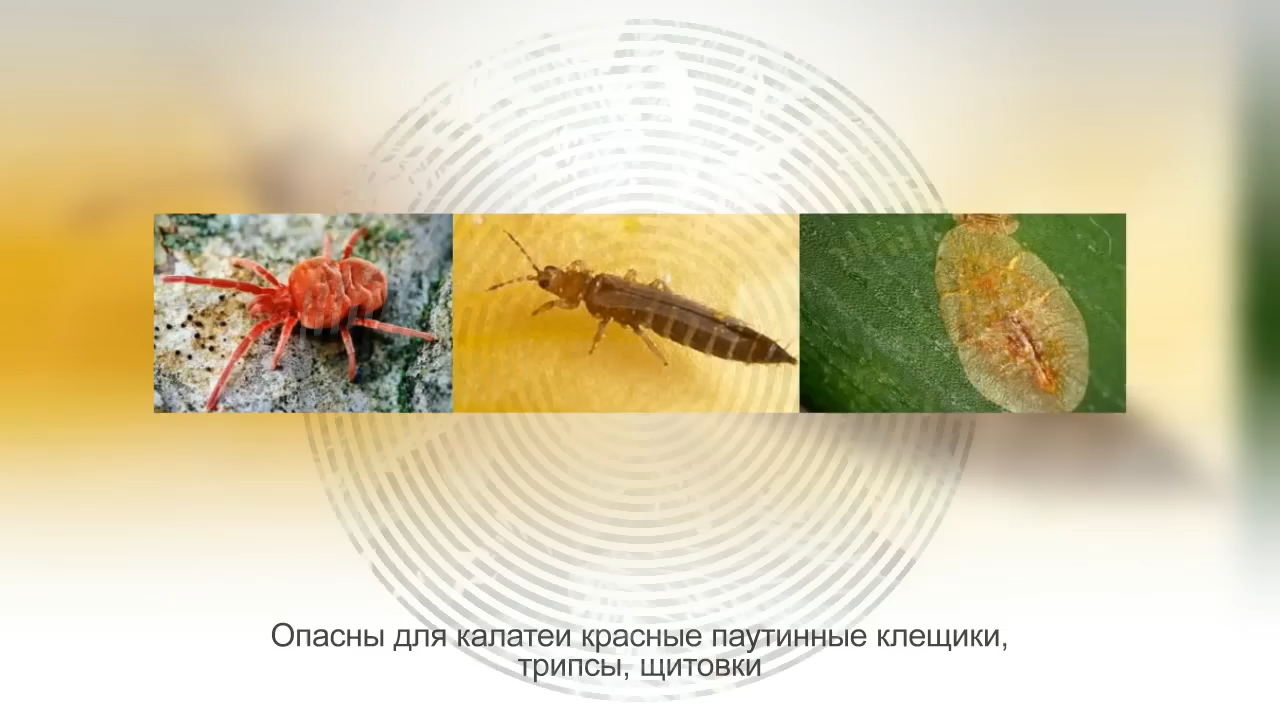 Опасны для калатеи красные паутинные клещики,
трипсы, щитовки